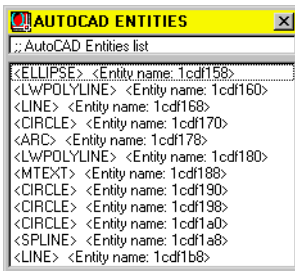 AUTOCAD ENTITIES
;; AutoCAD Entities list
<ELLIPSE> <Entity name: 1cdf158>
<LWPOLYLINE> <Entity name: 1cdf160>
<LINE> <Entity name: 1cdf168>
<CIRCLE> <Entity name: 1cdf170>
<ARC> <Entity name: 1cdf178>
<LWPOLYLINE> <Entity name: 1cdf180>
<MTEXT> <Entity name: 1cdf188>
<CIRCLE> <Entity name: 1cdf190>
<CIRCLE> <Entity name: 1cdf198>
<CIRCLE> <Entity name: 1cdf1a0>
<SPLINE> <Entity name: 1cdf1a8>
<LINE> <Entity name: 1cdf1b8>